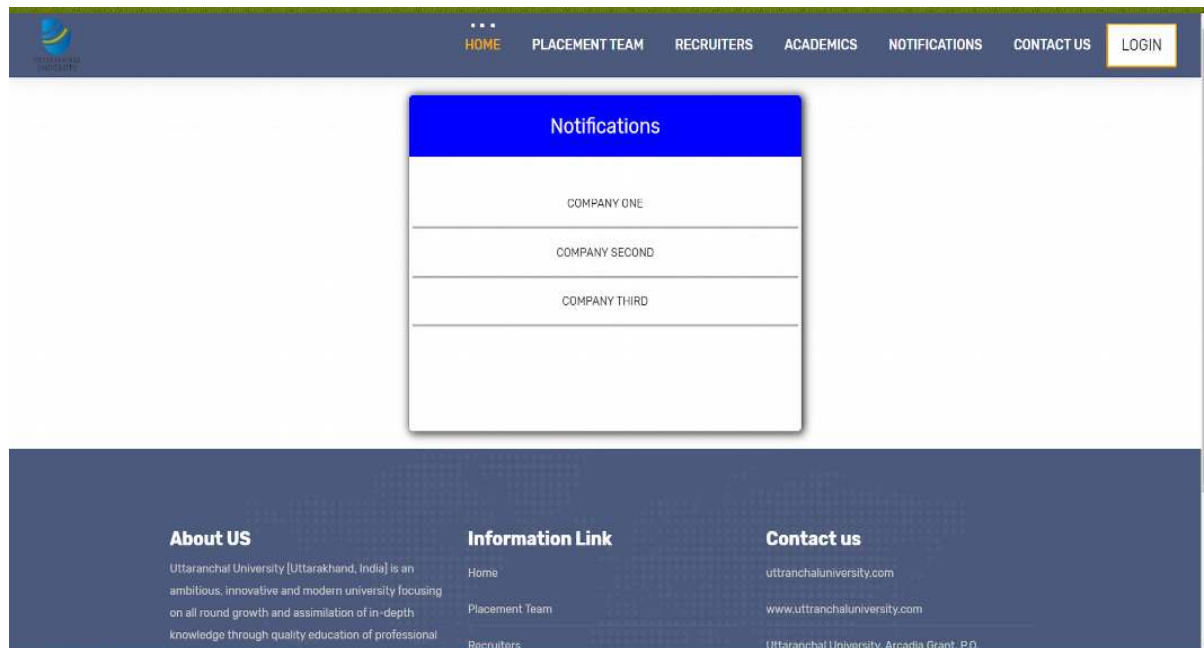 HOME PLACEMENT TEAM RECRUITERS ACADEMICS NOTIFICATIONS CONTACT US LOGIN
UNIVERSITY
Notifications
COMPANY ONE
COMPANY SECOND
COMPANY THIRD
About US
Uttaranchal University [Uttarakhand, India] is an
ambitious, innovative and modern university focusing
on all round growth and assimilation of in-depth
knowledge through quality education of professional
Information Link
Home
Placement Team
Recruiters
Contact us
uttranchaluniversity.com
www.uttranchaluniversity.com
Uttaranchal University, Arcadia Grant, P.O.